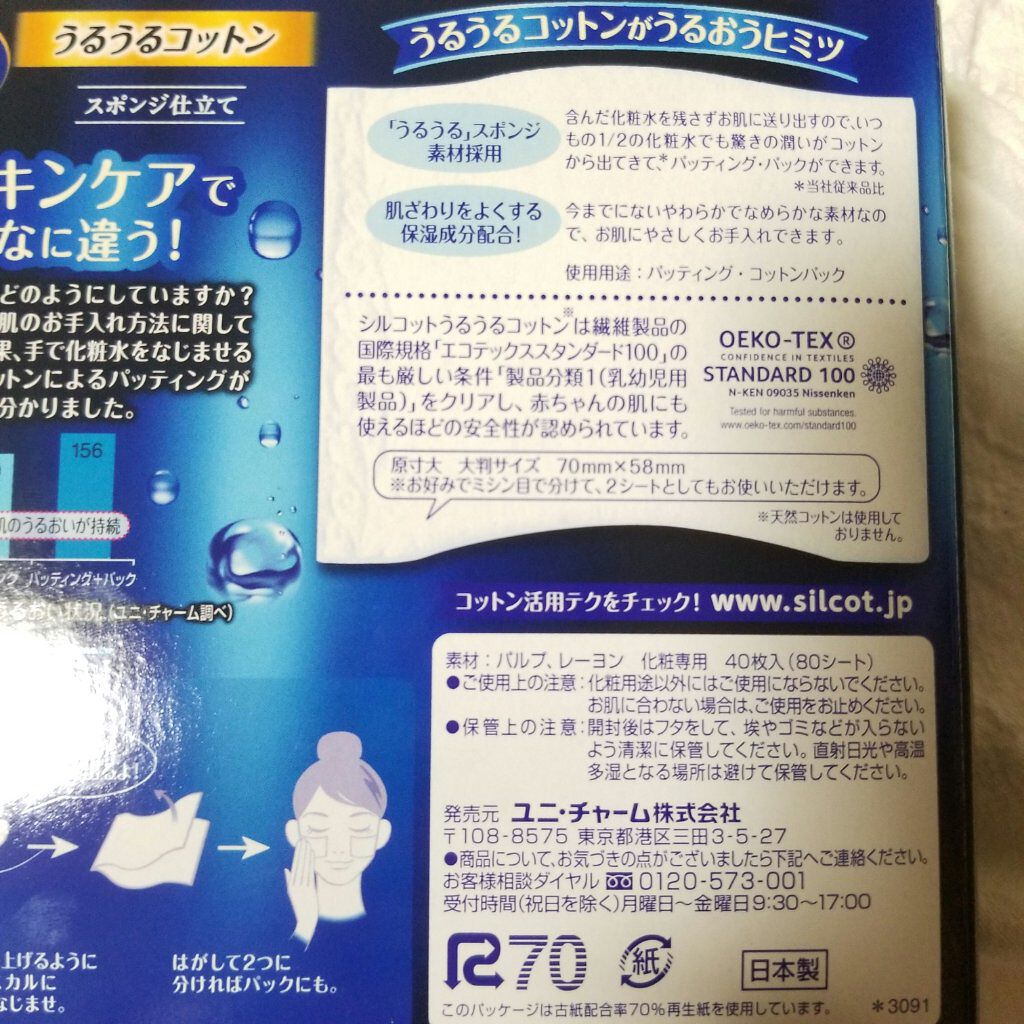 うるうるコットン
スポンジ仕立て
キンケアで
なに違う!
どのようにしていますか?
肌のお手入れ方法に関して
果、手で化粧水をなじませる
ットンによるパッティングが
分かりました。
156
肌のうるおいが持続
パッティング+パック
うるおい状況(ユニ・チャーム調べ)
上げるように
カルに
なじませ。
はがして2つに
分ければパックにも。
うるうるコットンがうるおうヒミツ
「うるうる」スポンジ
素材採用
含んだ化粧水を残さずお肌に送り出すので、いつ
もの1/2の化粧水でも驚きの潤いがコットン
から出てきて、*パッティング・パックができます。
*当社従来品比
肌ざわりをよくする
保湿成分配合!
今までにないやわらかでなめらかな素材なの
で、お肌にやさしくお手入れできます。
使用用途:パッティング・コットンパック
シルコットうるうるコットン※は繊維製品の
国際規格「エコテックススタンダード100」の
最も厳しい条件「製品分類1(乳幼児用
製品)」をクリアし、赤ちゃんの肌にも
使えるほどの安全性が認められています。
OEKO-TEX®
CONFIDENCE IN TEXTILES
STANDARD 100
N-KEN 09035 Nissenken
Tested for harmful substances.
www.oeko-tex.com/standard100
原寸大 大判サイズ 70mm×58mm
※お好みでミシン目で分けて、2シートとしてもお使いいただけます。
※天然コットンは使用して
おりません。
コットン活用テクをチェック! www.silcot.jp
素材:パルプ、レーヨン 化粧専用 40枚入(80シート)
●ご使用上の注意:化粧用途以外にはご使用にならないでください。
お肌に合わない場合は、ご使用をお止めください。
●保管上の注意:開封後はフタをして、埃やゴミなどが入らない
よう清潔に保管してください。直射日光や高温
多湿となる場所は避けて保管してください。
発売元 ユニ・チャーム株式会社
〒108-8575 東京都港区三田3-5-27
●商品について、お気づきの点がございましたら下記へご連絡ください。
お客様相談ダイヤル 0120-573-001
受付時間(祝日を除く)月曜日~金曜日9:30~17:00
R70
紙
日本製
このパッケージは古紙配合率70%再生紙を使用しています。
*3091